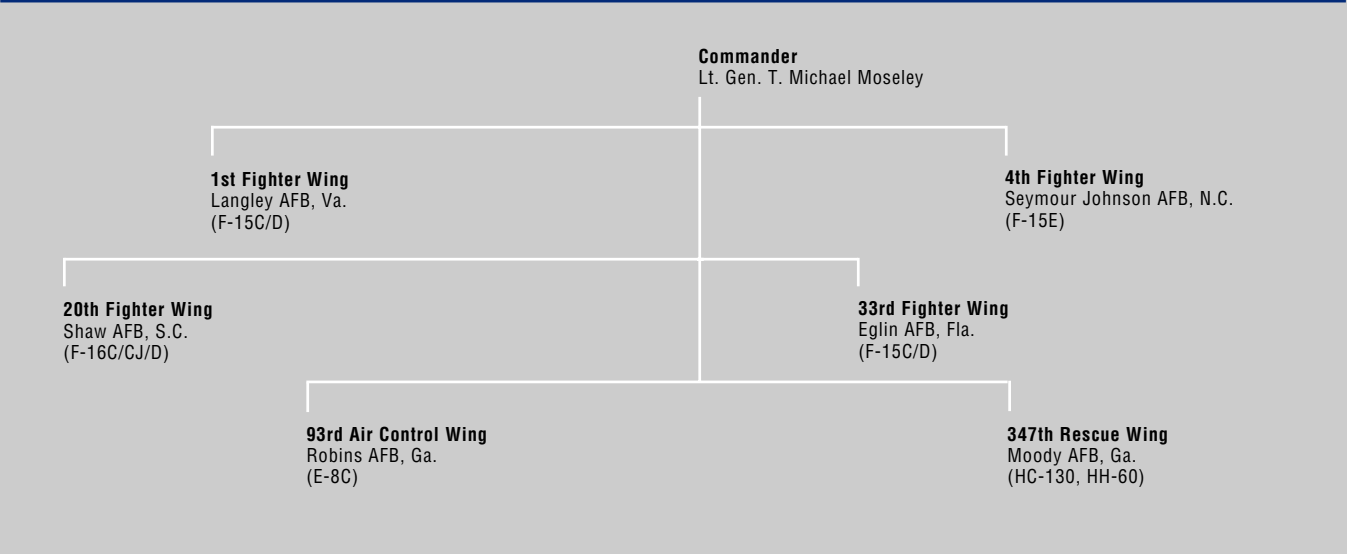 Commander
Lt. Gen. T. Michael Moseley
1st Fighter Wing
Langley AFB, Va.
(F-15C/D)
4th Fighter Wing
Seymour Johnson AFB, N.C.
(F-15E)
20th Fighter Wing
Shaw AFB, S.C.
(F-16C/CJ/D)
33rd Fighter Wing
Eglin AFB, Fla.
(F-15C/D)
93rd Air Control Wing
Robins AFB, Ga.
(E-8C)
347th Rescue Wing
Moody AFB, Ga.
(HC-130, HH-60)